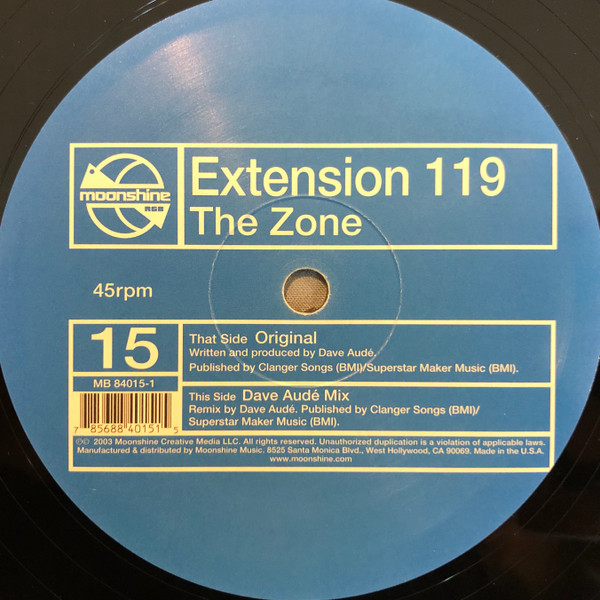 moonshine
RGB
Extension 119
The Zone
45rpm
15
MB 84015-1
7 85688 40151 5
That Side Original
Written and produced by Dave Audé.
Published by Clanger Songs (BMI)/Superstar Maker Music (BMI).
This Side Dave Audé Mix
Remix by Dave Audé. Published by Clanger Songs (BMI)/
Superstar Maker Music (BMI).
℗© 2003 Moonshine Creative Media LLC. All rights reserved. Unauthorized duplication is a violation of applicable laws.
Manufactured & distributed by Moonshine Music. 8525 Santa Monica Blvd., West Hollywood, CA 90069. Made in the U.S.A.
www.moonshine.com